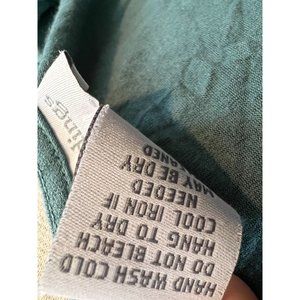 HAND WASH COLD
DO NOT BLEACH
HANG TO DRY
COOL IRON IF
NEEDED
MAY BE DRY